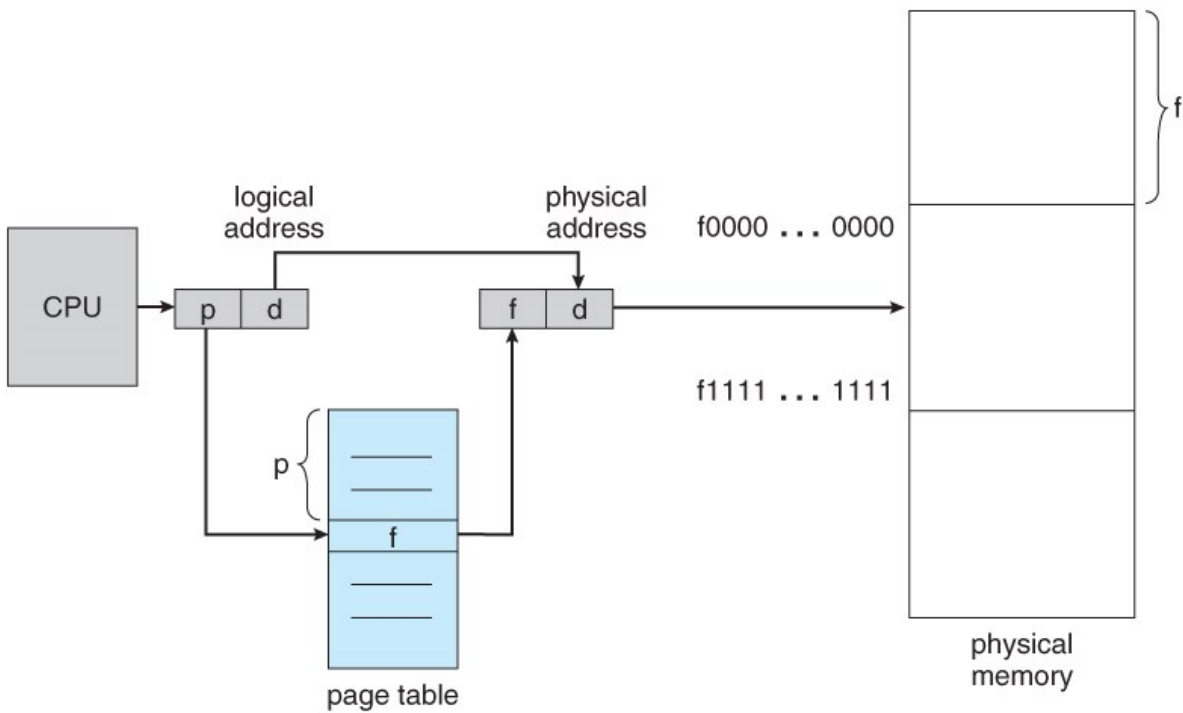 f
logical
address
physical
address
f0000 ... 0000
CPU
p d
f d
f1111 ... 1111
p
f
physical
memory
page table